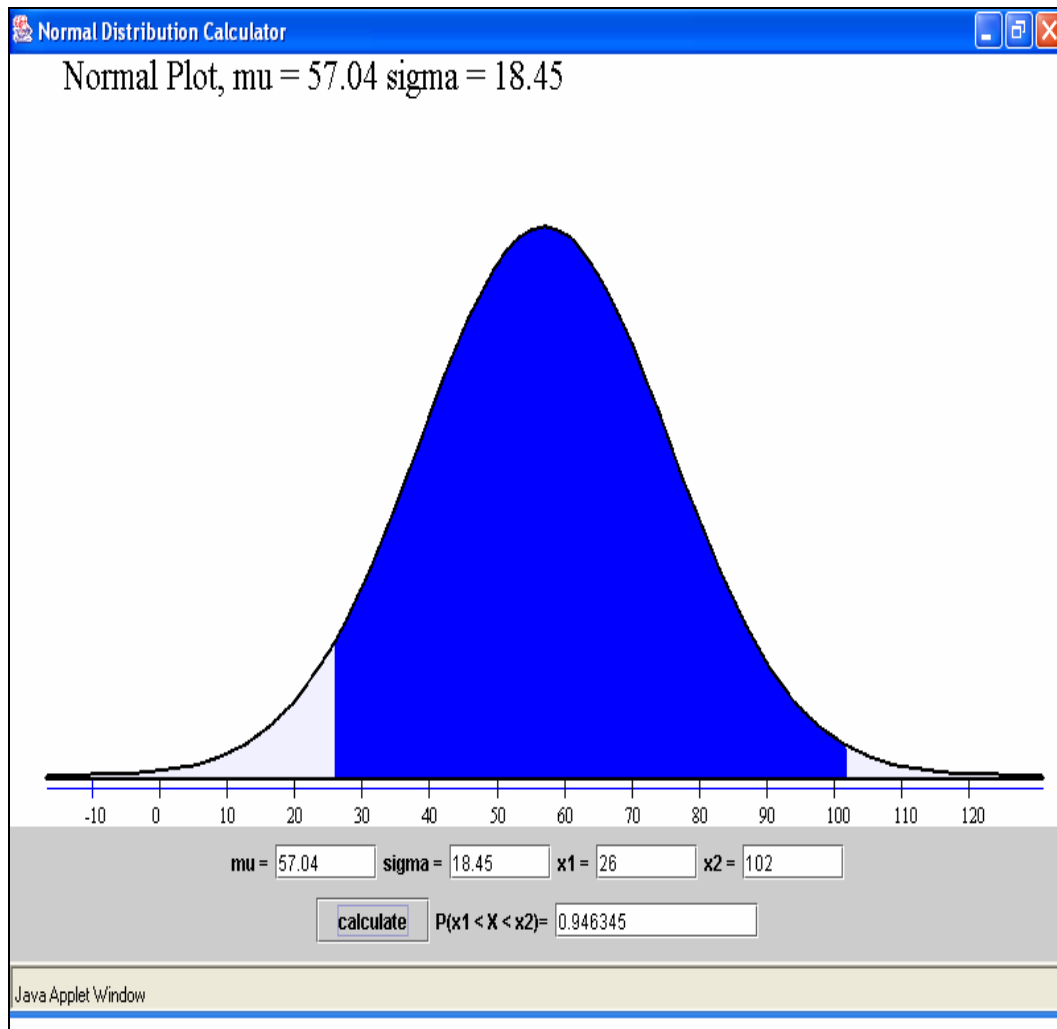 Normal Distribution Calculator
Normal Plot, mu = 57.04 sigma = 18.45
-10 0 10 20 30 40 50 60 70 80 90 100 110 120
mu = 57.04 sigma = 18.45 x1 = 26 x2 = 102
calculate P(x1 < X < x2)= 0.946345
Java Applet Window